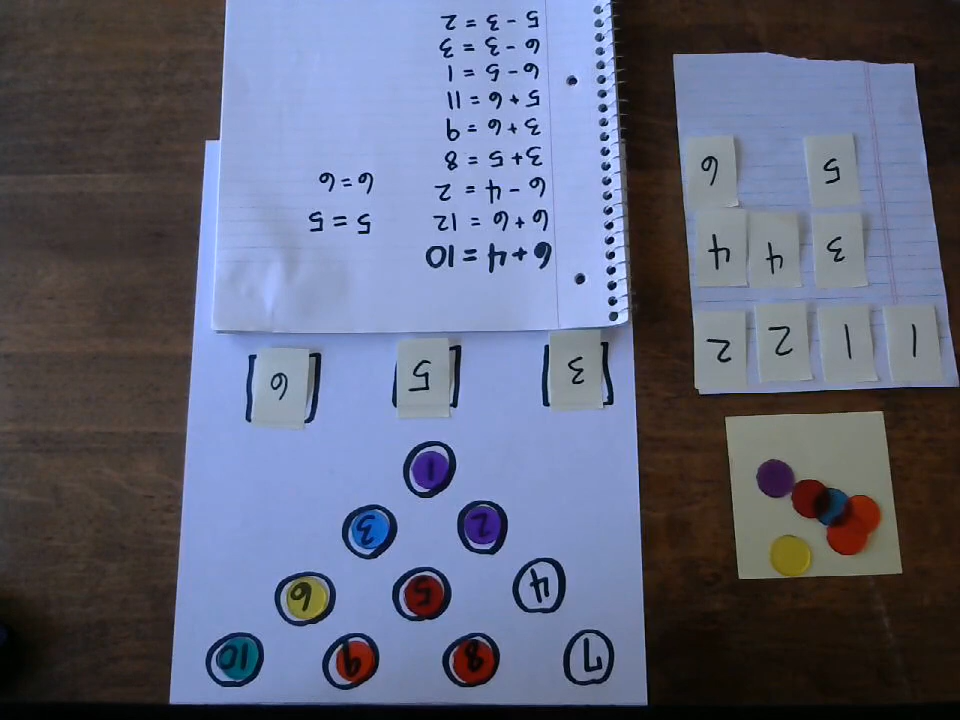 7 8 9 10
4 5 6
2 3
1
3 5 6
6+4=10
6+6=12 5=5
6-4=2 6=6
3+5=8
3+6=9
5+6=11
6-5=1
6-3=3
5-3=2
1 1 2 2
3 4 4
5 6